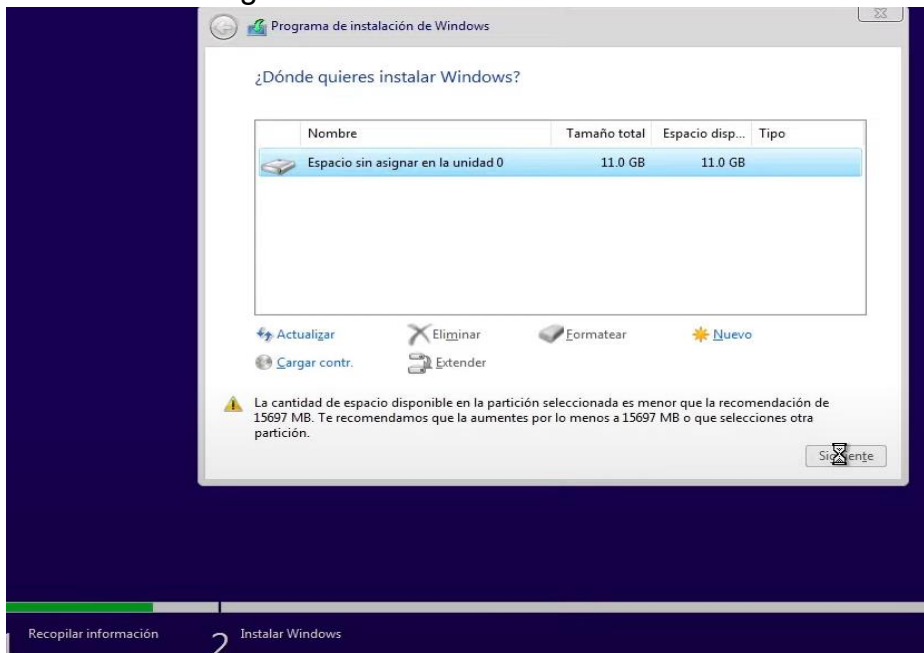 Programa de instalación de Windows
¿Dónde quieres instalar Windows?
Nombre Tamaño total Espacio disp... Tipo
Espacio sin asignar en la unidad 0 11.0 GB 11.0 GB
Actualizar Eliminar Formatear Nuevo
Cargar contr. Extender
La cantidad de espacio disponible en la partición seleccionada es menor que la recomendación de
15697 MB. Te recomendamos que la aumentes por lo menos a 15697 MB o que selecciones otra
partición.
Siguiente
1 Recopilar información 2 Instalar Windows